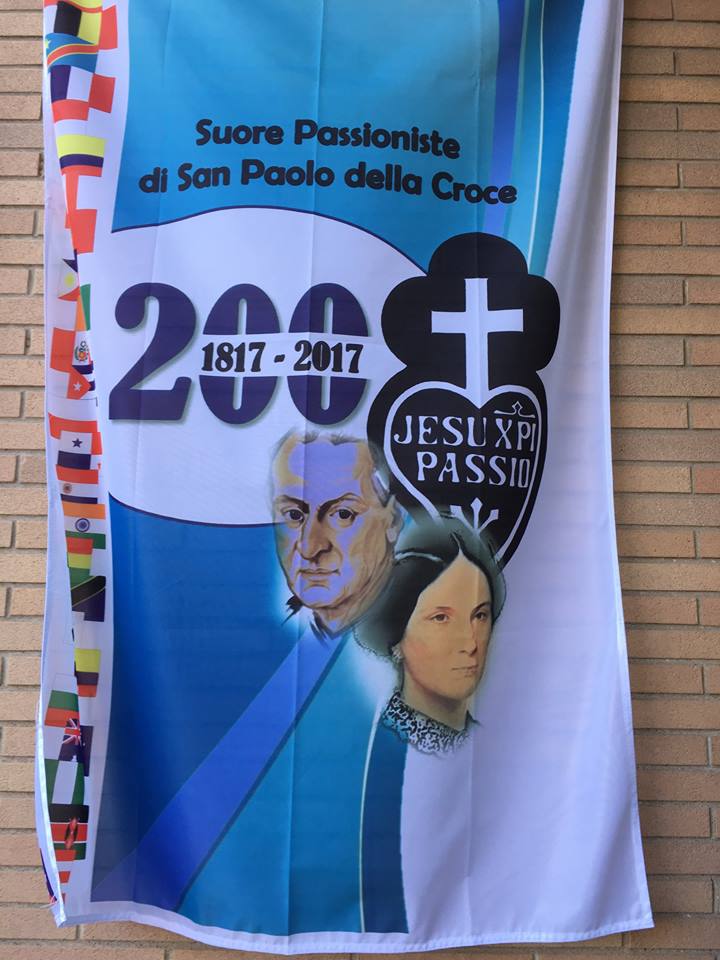 Suore Passioniste
di San Paolo della Croce
200
1817 - 2017
JESU XPI
PASSIO